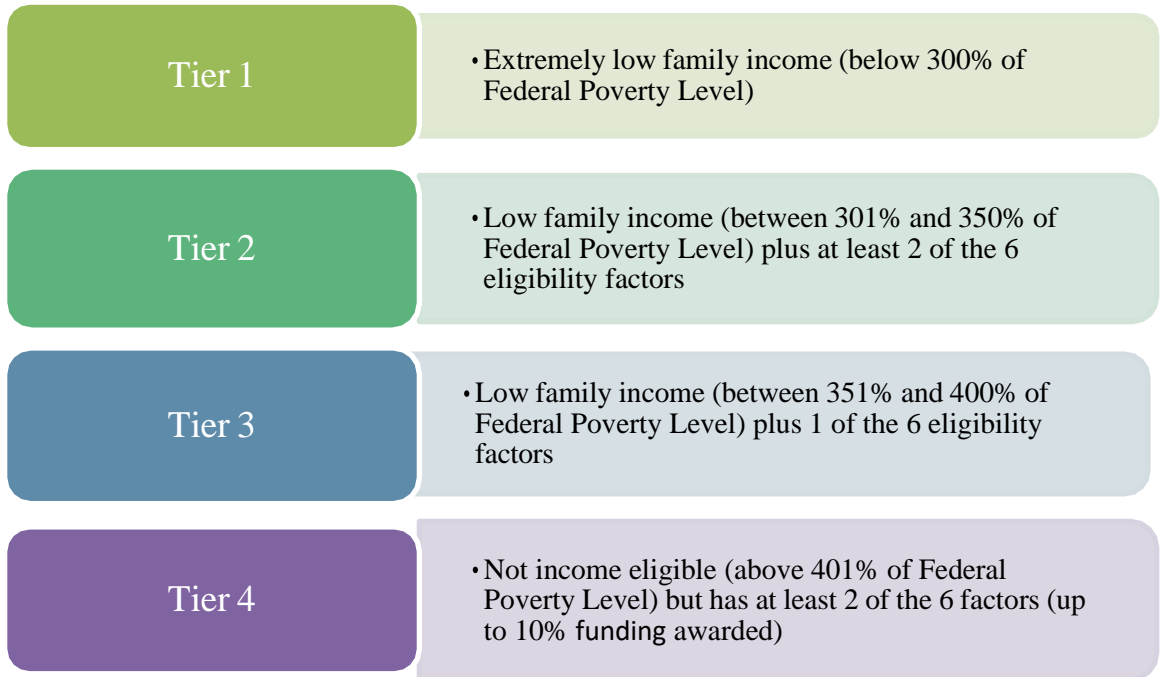 Tier 1
•Extremely low family income (below 300% of
Federal Poverty Level)
Tier 2
•Low family income (between 301% and 350% of
Federal Poverty Level) plus at least 2 of the 6
eligibility factors
Tier 3
•Low family income (between 351% and 400% of
Federal Poverty Level) plus 1 of the 6 eligibility
factors
Tier 4
•Not income eligible (above 401% of Federal
Poverty Level) but has at least 2 of the 6 factors (up
to 10% funding awarded)